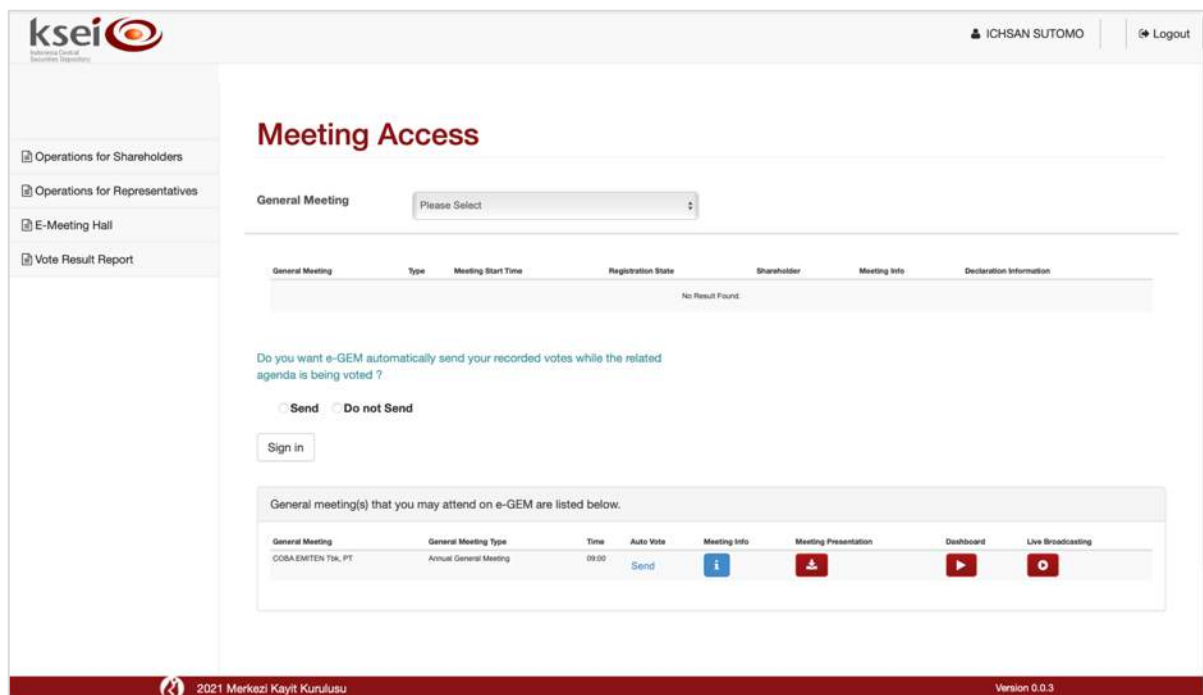 ksei
Indonesia Central
Securities Depository
ICHSAN SUTOMO
Logout
Operations for Shareholders
Operations for Representatives
E-Meeting Hall
Vote Result Report
Meeting Access
General Meeting
Please Select
General Meeting Type Meeting Start Time Registration State Shareholder Meeting Info Declaration Information
No Result Found.
Do you want e-GEM automatically send your recorded votes while the related
agenda is being voted ?
Send Do not Send
Sign in
General meeting(s) that you may attend on e-GEM are listed below.
General Meeting General Meeting Type Time Auto Vote Meeting Info Meeting Presentation Dashboard Live Broadcasting
COBA EMITEN Tbk, PT Annual General Meeting 09:00 Send
2021 Merkezi Kayit Kurulusu
Version 0.0.3